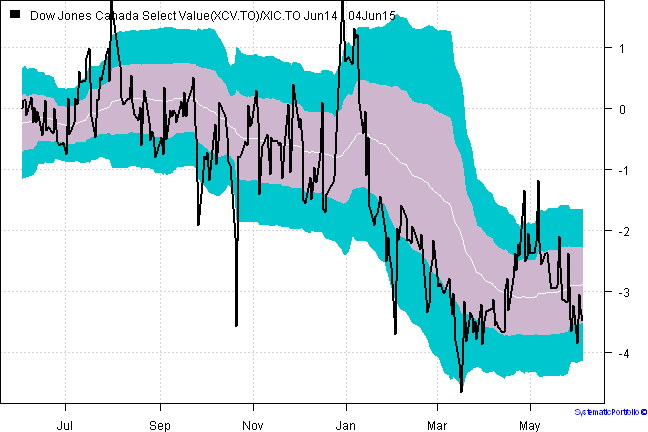 Dow Jones Canada Select Value(XCV.TO)/XIC.TO Jun14 04Jun15
1
0
-1
-2
-3
-4
Jul Sep Nov Jan Mar May
SystematicPortfolio ©